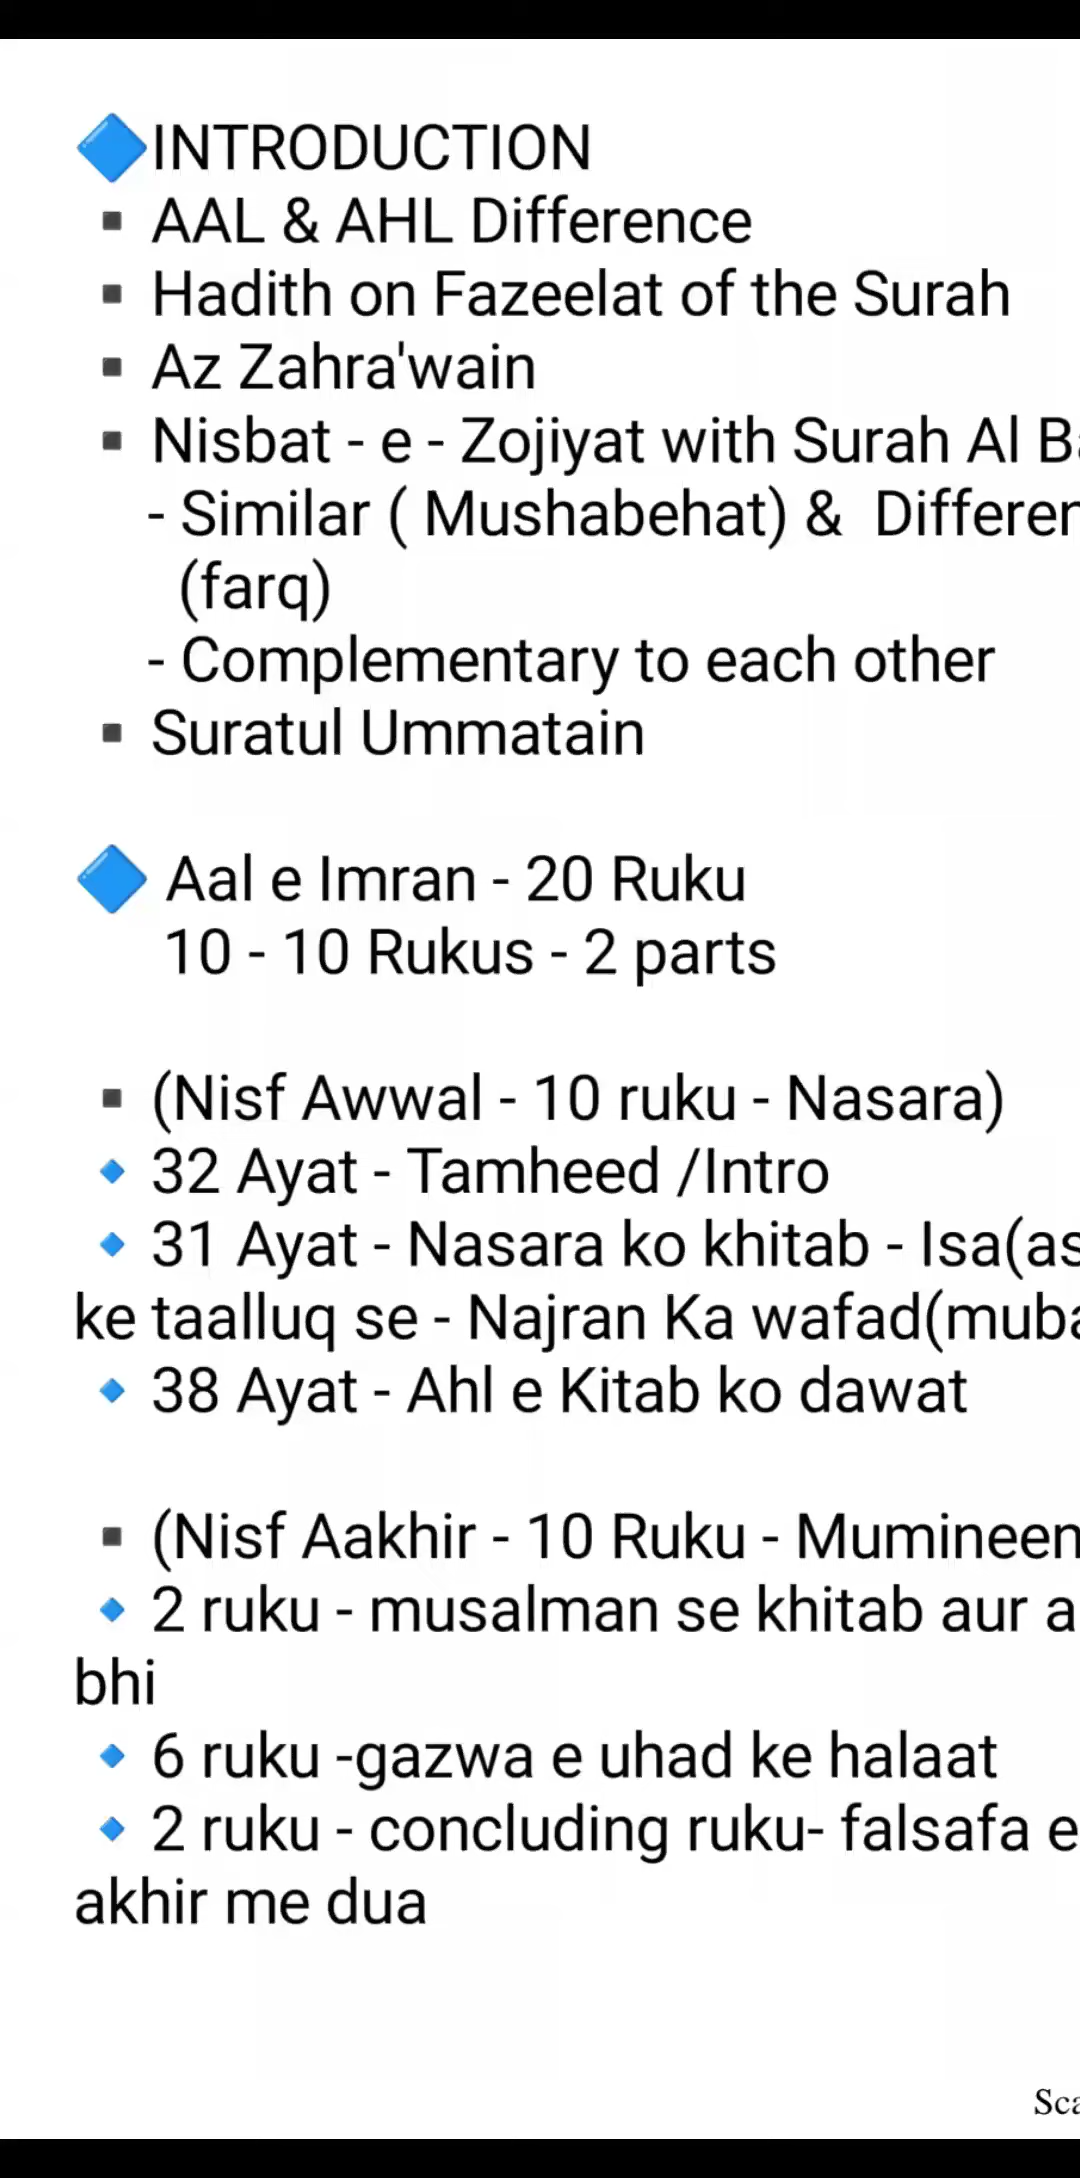 INTRODUCTION
AAL & AHL Difference
Hadith on Fazeelat of the Surah
Az Zahra'wain
Nisbat - e - Zojiyat with Surah Al
- Similar ( Mushabehat) &
(farq)
- Complementary to each other
Suratul Ummatain
Aal e Imran - 20 Ruku
10 - 10 Rukus - 2 parts
(Nisf Awwal - 10 ruku - Nasara)
32 Ayat - Tamheed /Intro
31 Ayat - Nasara ko khitab - Isa(as
ke taalluq se - Najran Ka wafad
38 Ayat - Ahl e Kitab ko dawat
(Nisf Aakhir - 10 Ruku - Mumineen
2 ruku - musalman se khitab aur
bhi
6 ruku -gazwa e uhad ke halaat
2 ruku - concluding ruku- falsafa e
akhir me dua